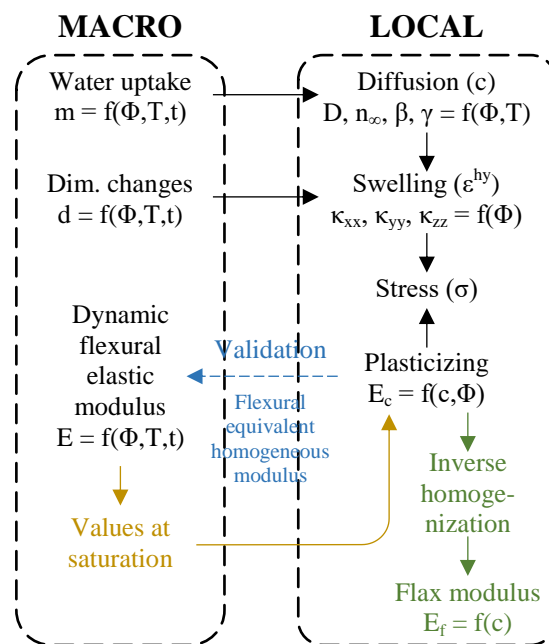 MACRO
Water uptake
m = f(Φ,T,t)
Dim. changes
d = f(Φ,T,t)
Dynamic
flexural
elastic
modulus
E = f(Φ,T,t)
Values at
saturation
Validation
Flexural
equivalent
homogeneous
modulus
LOCAL
Diffusion (c)
D, n∞, β, γ = f(Φ,T)
Swelling (εʰʸ)
κxx, κyy, κzz = f(Φ)
Stress (σ)
Plasticizing
Ec = f(c,Φ)
Inverse
homoge-
nization
Flax modulus
Ef = f(c)